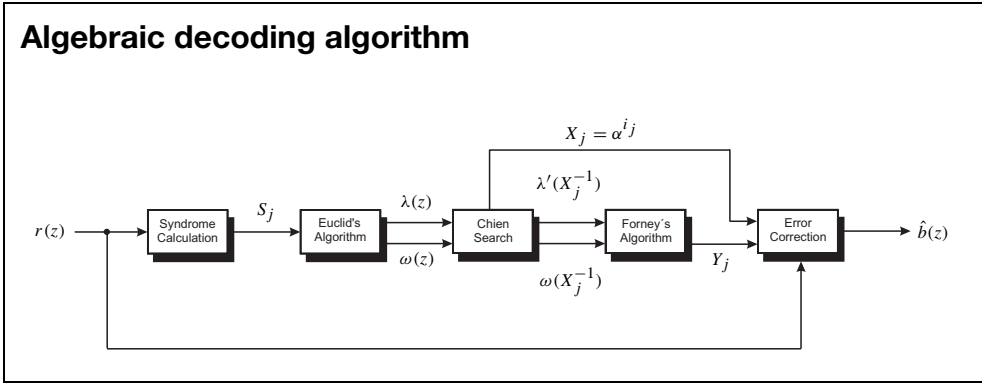 Algebraic decoding algorithm
X_j = α^{i_j}
λ′(X_j^{−1})
λ(z)
S_j
r(z)
Syndrome
Calculation
Euclid's
Algorithm
Chien
Search
Forney´s
Algorithm
Error
Correction
b̂(z)
ω(z)
Y_j
ω(X_j^{−1})